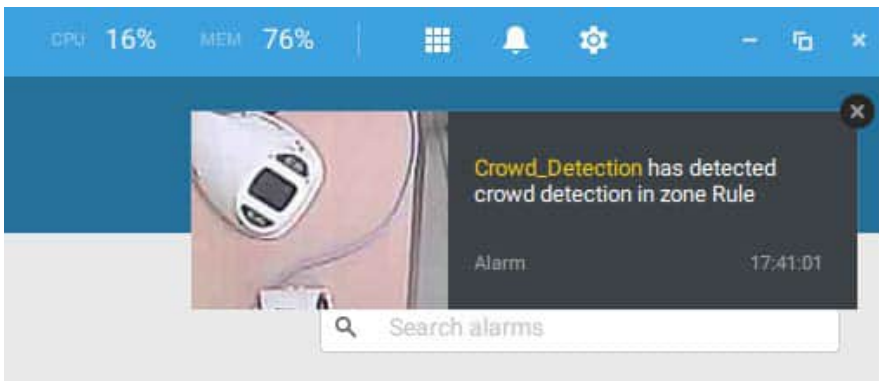 CPU 16% MEM 76%
Crowd_Detection has detected
crowd detection in zone Rule
Alarm 17:41:01
Search alarms